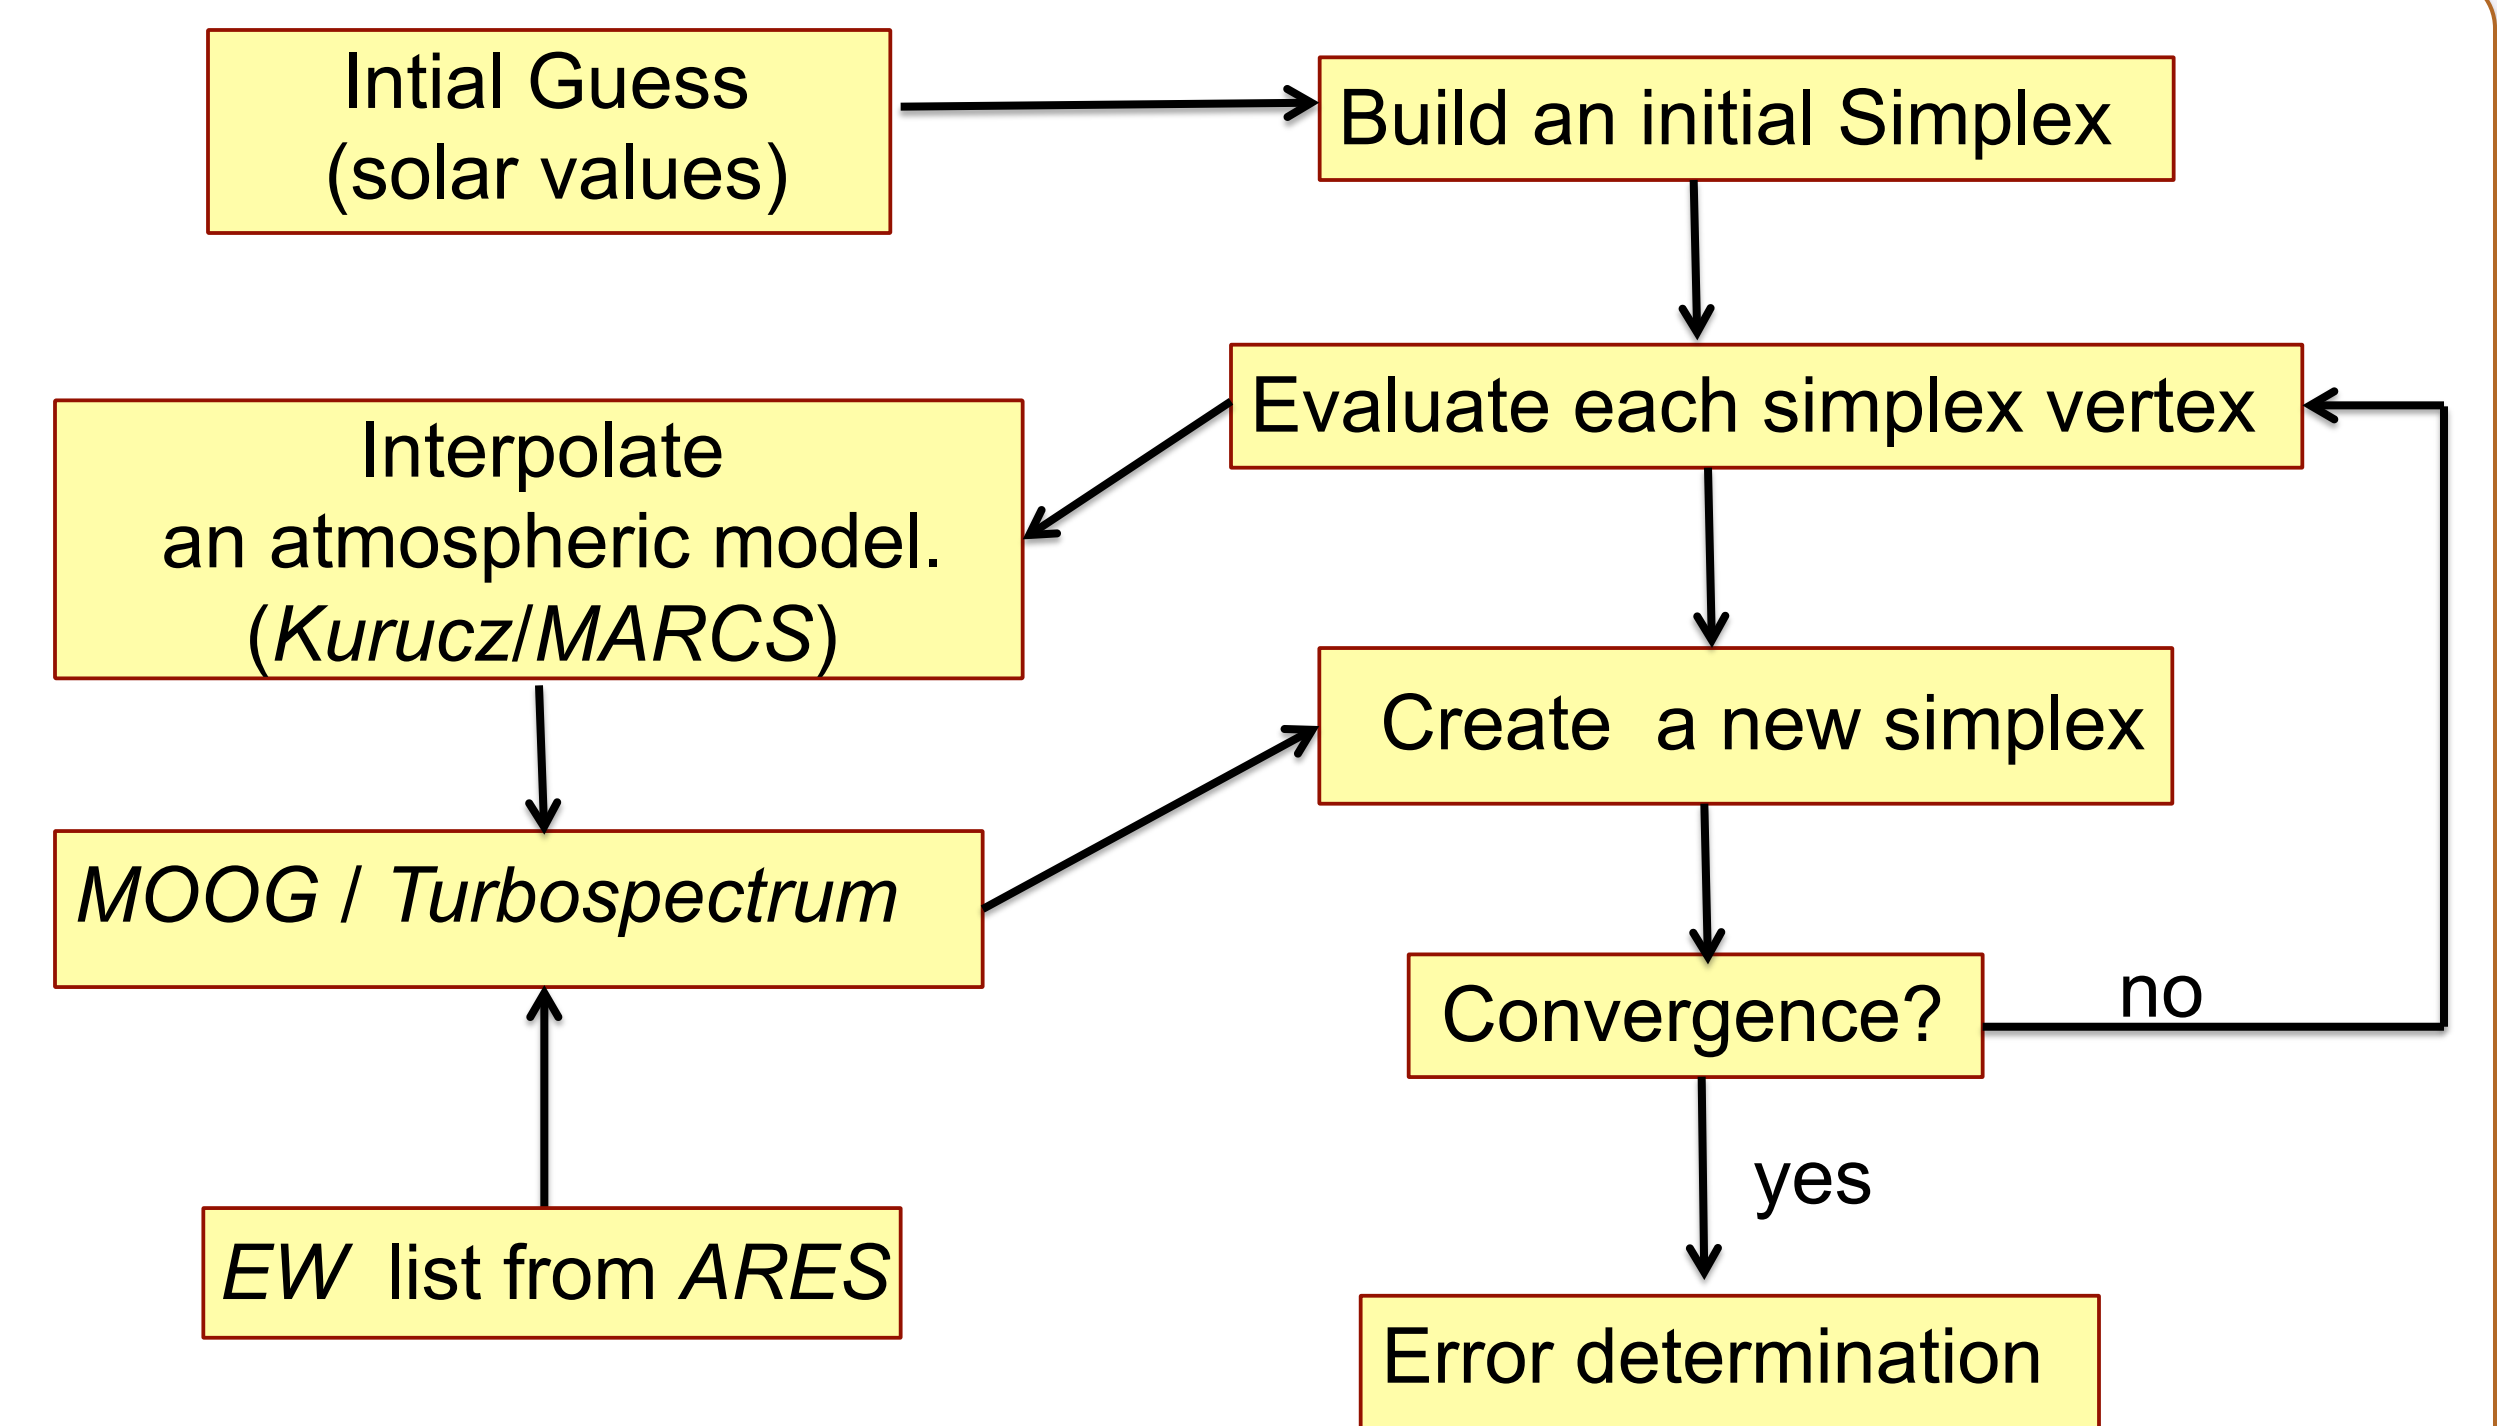 Intial Guess
(solar values)
Build an initial Simplex
Evaluate each simplex vertex
Interpolate
an atmospheric model.
(Kurucz/MARCS)
Create a new simplex
MOOG / Turbospectrum
Convergence?
no
yes
EW list from ARES
Error determination